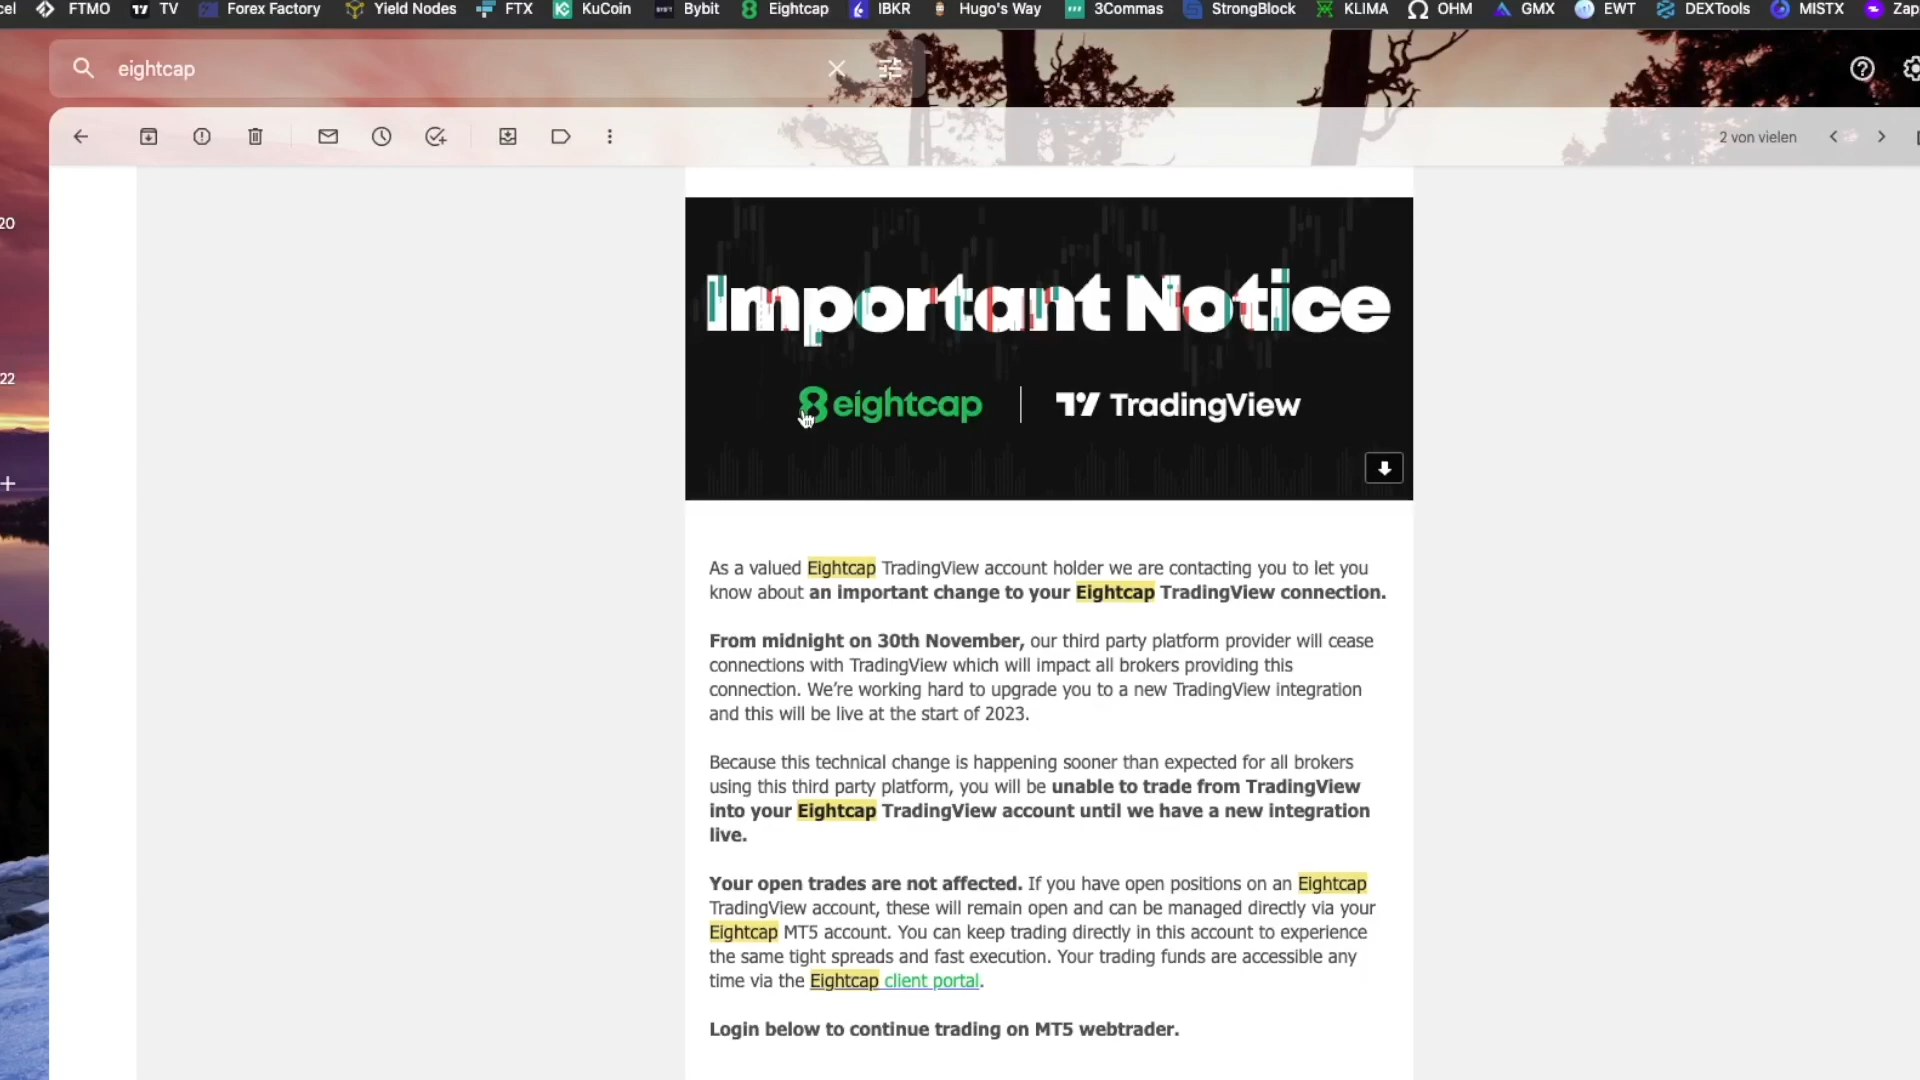 cel FTMO TV Forex Factory Yield Nodes FTX KuCoin Bybit Eightcap IBKR Hugo's Way 3Commas StrongBlock KLIMA OHM GMX EWT DEXTools MISTX Zap
eightcap
2 von vielen
20
22
Important Notice
eightcap | TradingView
As a valued Eightcap TradingView account holder we are contacting you to let you
know about an important change to your Eightcap TradingView connection.
From midnight on 30th November, our third party platform provider will cease
connections with TradingView which will impact all brokers providing this
connection. We're working hard to upgrade you to a new TradingView integration
and this will be live at the start of 2023.
Because this technical change is happening sooner than expected for all brokers
using this third party platform, you will be unable to trade from TradingView
into your Eightcap TradingView account until we have a new integration
live.
Your open trades are not affected. If you have open positions on an Eightcap
TradingView account, these will remain open and can be managed directly via your
Eightcap MT5 account. You can keep trading directly in this account to experience
the same tight spreads and fast execution. Your trading funds are accessible any
time via the Eightcap client portal.
Login below to continue trading on MT5 webtrader.